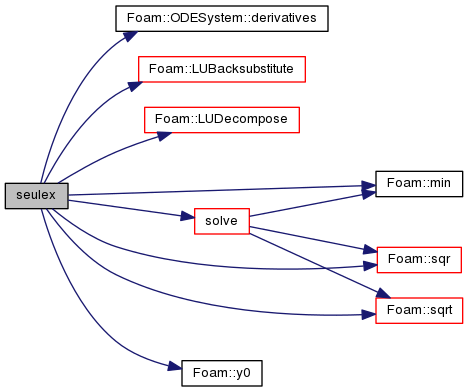 Foam::ODESystem::derivatives
Foam::LUBacksubstitute
Foam::LUDecompose
seulex
Foam::min
solve
Foam::sqr
Foam::sqrt
Foam::y0